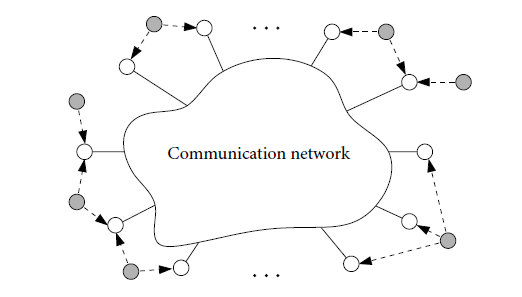 . . .
Communication network
. . .